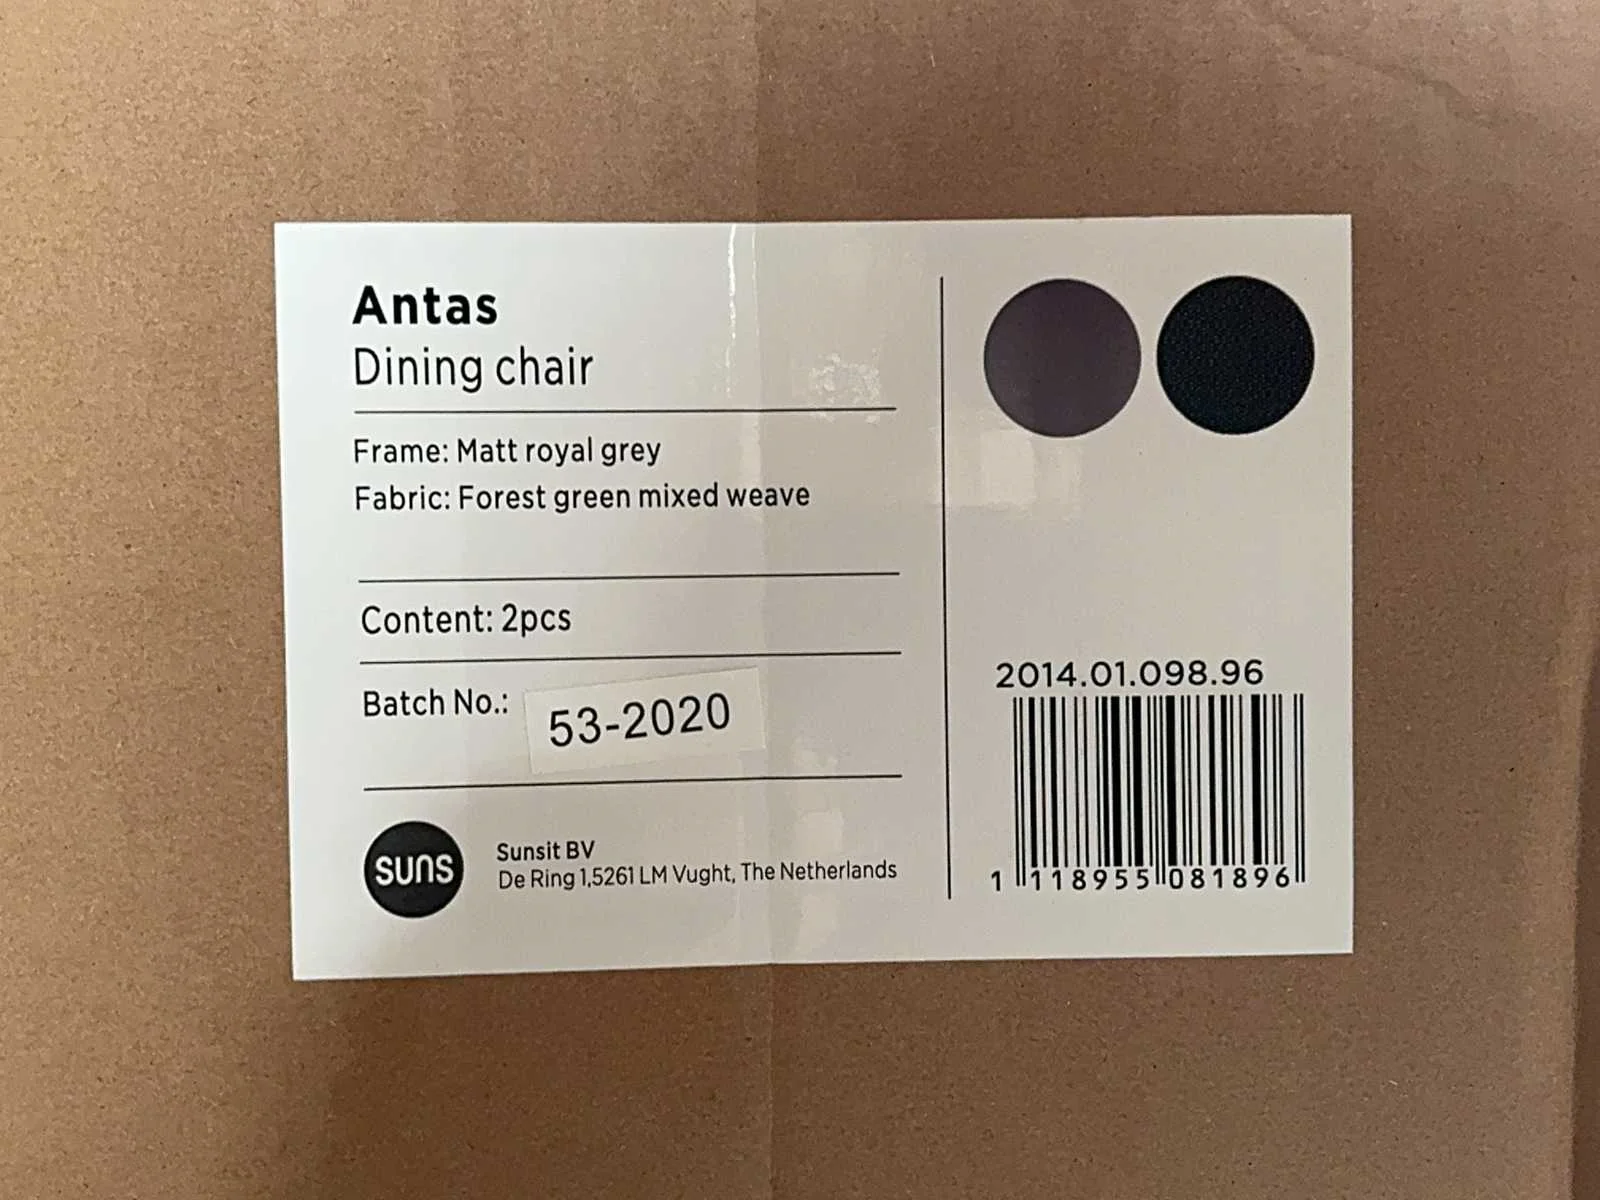 Antas
Dining chair
Frame: Matt royal grey
Fabric: Forest green mixed weave
Content: 2pcs
Batch No.: 53-2020
suns
Sunsit BV
De Ring 1,5261 LM Vught, The Netherlands
2014.01.098.96
1 118955 081896